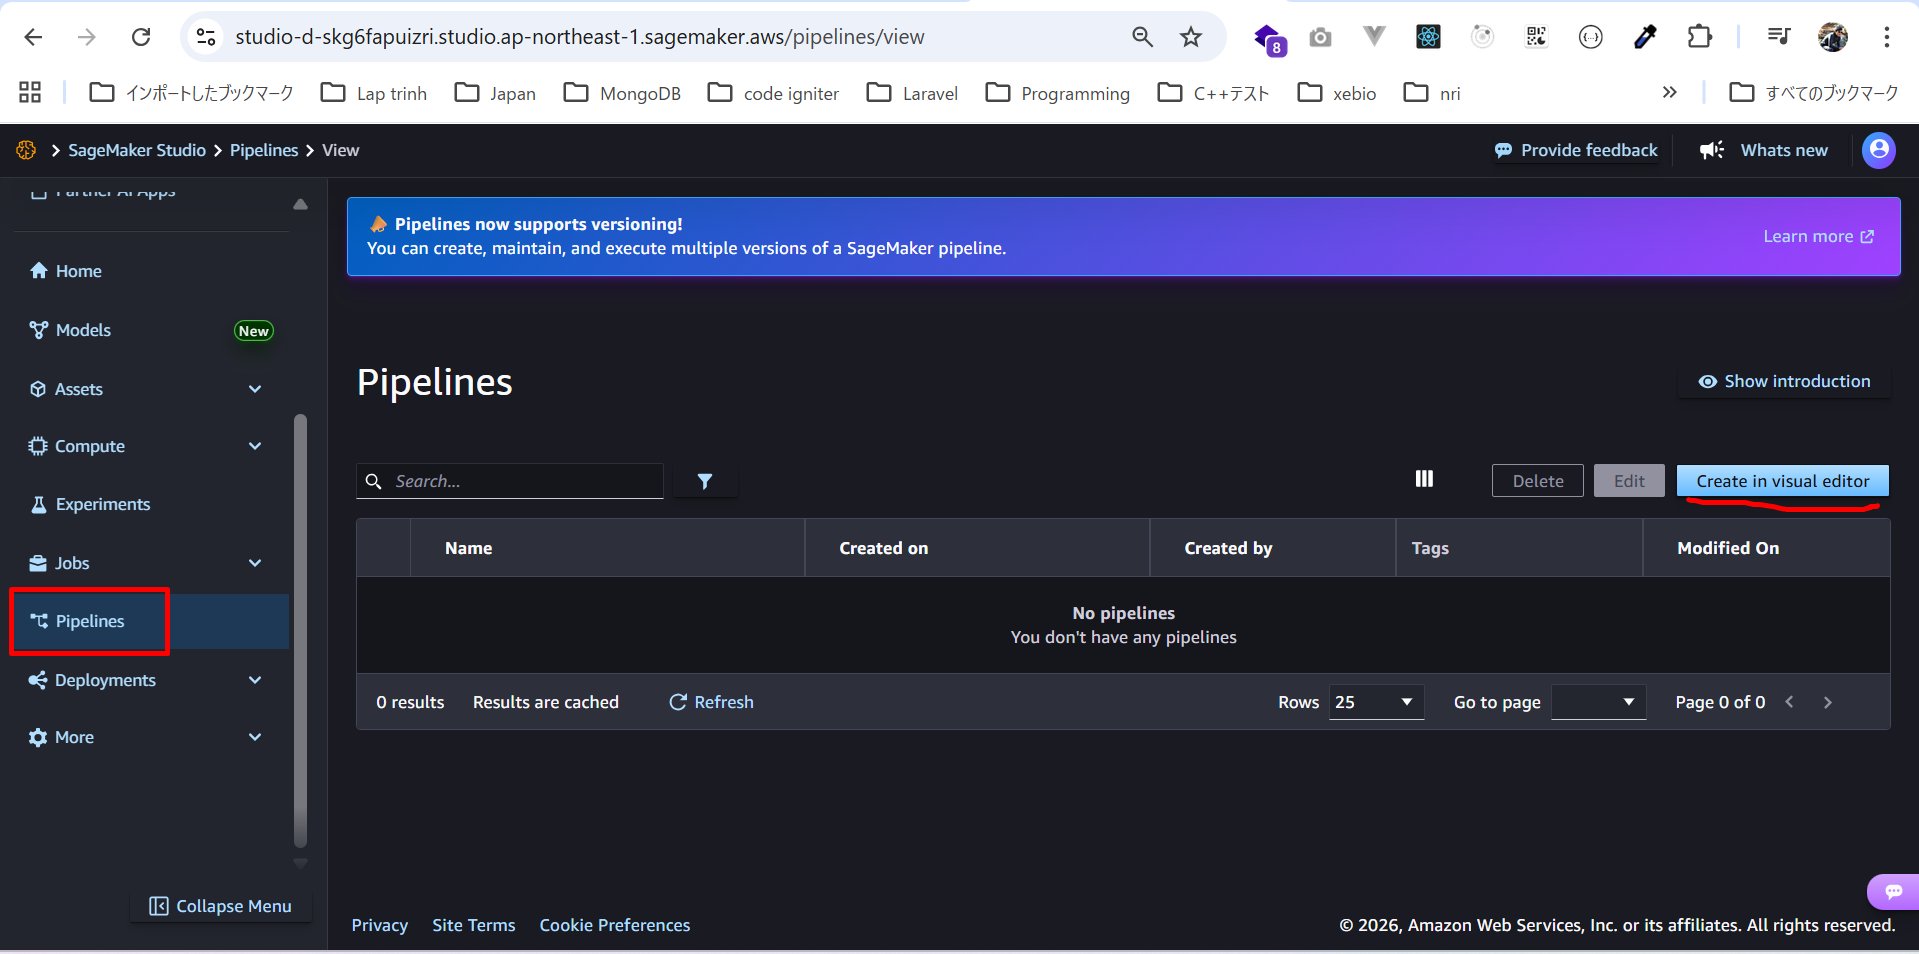 studio-d-skg6fapuizri.studio.ap-northeast-1.sagemaker.aws/pipelines/view
8
インポートしたブックマーク Lap trinh Japan MongoDB code igniter Laravel Programming C++テスト xebio nri すべてのブックマーク
SageMaker Studio Pipelines View
Provide feedback Whats new
Partner AI Apps
Home
Models New
Assets
Compute
Experiments
Jobs
Pipelines
Deployments
More
Collapse Menu
Pipelines now supports versioning!
You can create, maintain, and execute multiple versions of a SageMaker pipeline.
Learn more
Pipelines
Show introduction
Search...
Delete Edit Create in visual editor
Name Created on Created by Tags Modified On
No pipelines
You don't have any pipelines
0 results Results are cached Refresh Rows 25 Go to page Page 0 of 0
Privacy Site Terms Cookie Preferences
© 2026, Amazon Web Services, Inc. or its affiliates. All rights reserved.